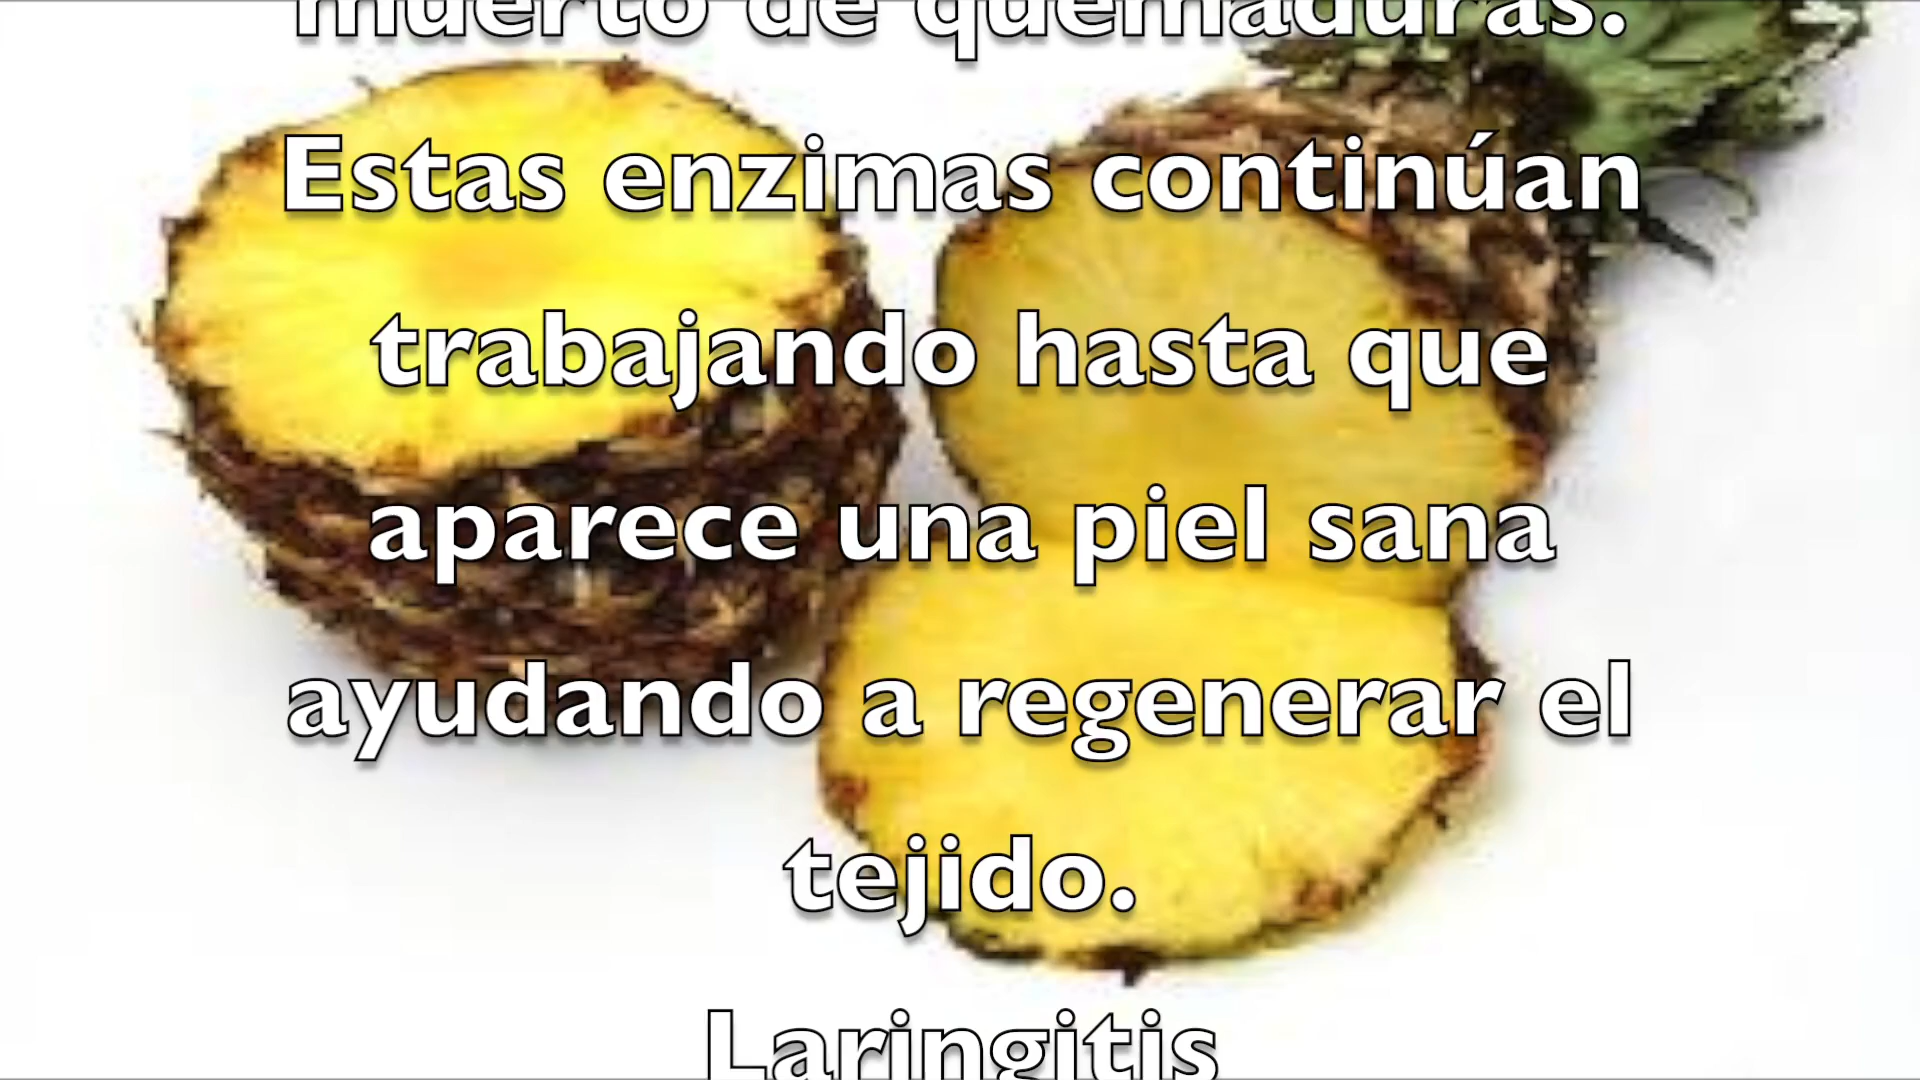 muerto de quemaduras.
Estas enzimas continúan
trabajando hasta que
aparece una piel sana
ayudando a regenerar el
tejido.
Laringitis